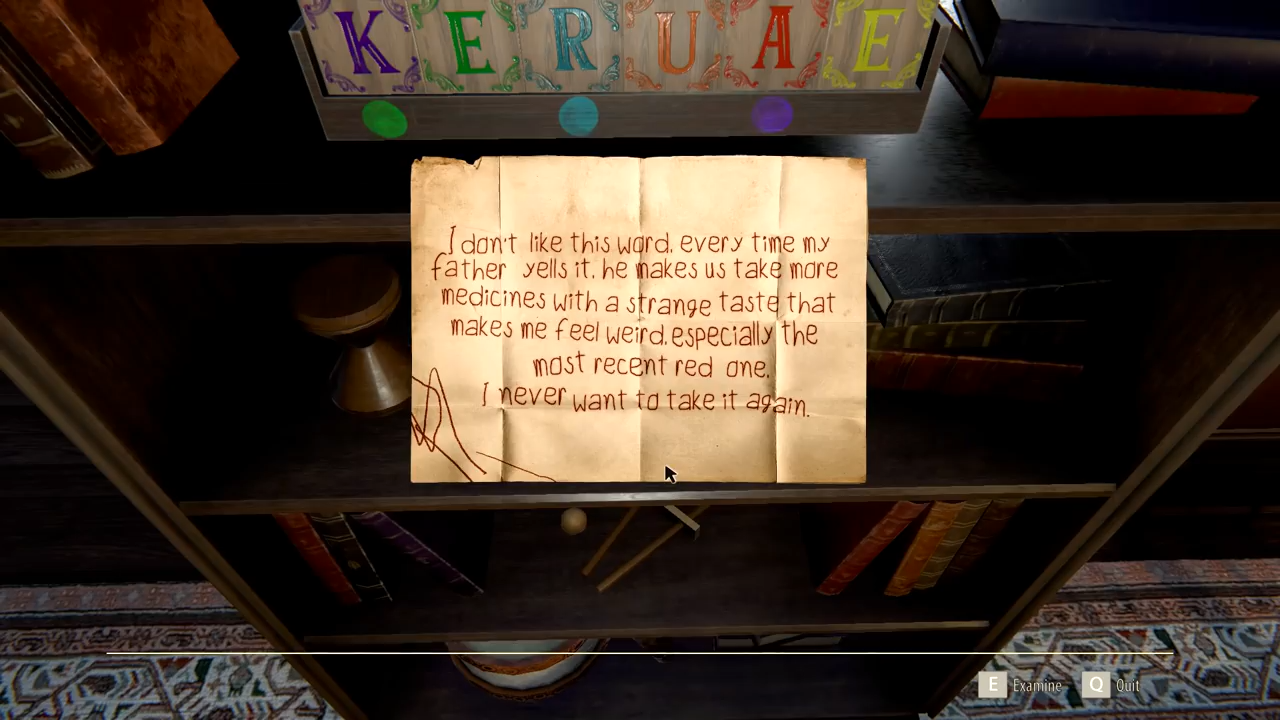 KERUAE
I don't like this word. every time my
father yells it. he makes us take more
medicines with a strange taste that
makes me feel weird. especially the
most recent red one.
I never want to take it again.
E Examine Q Quit